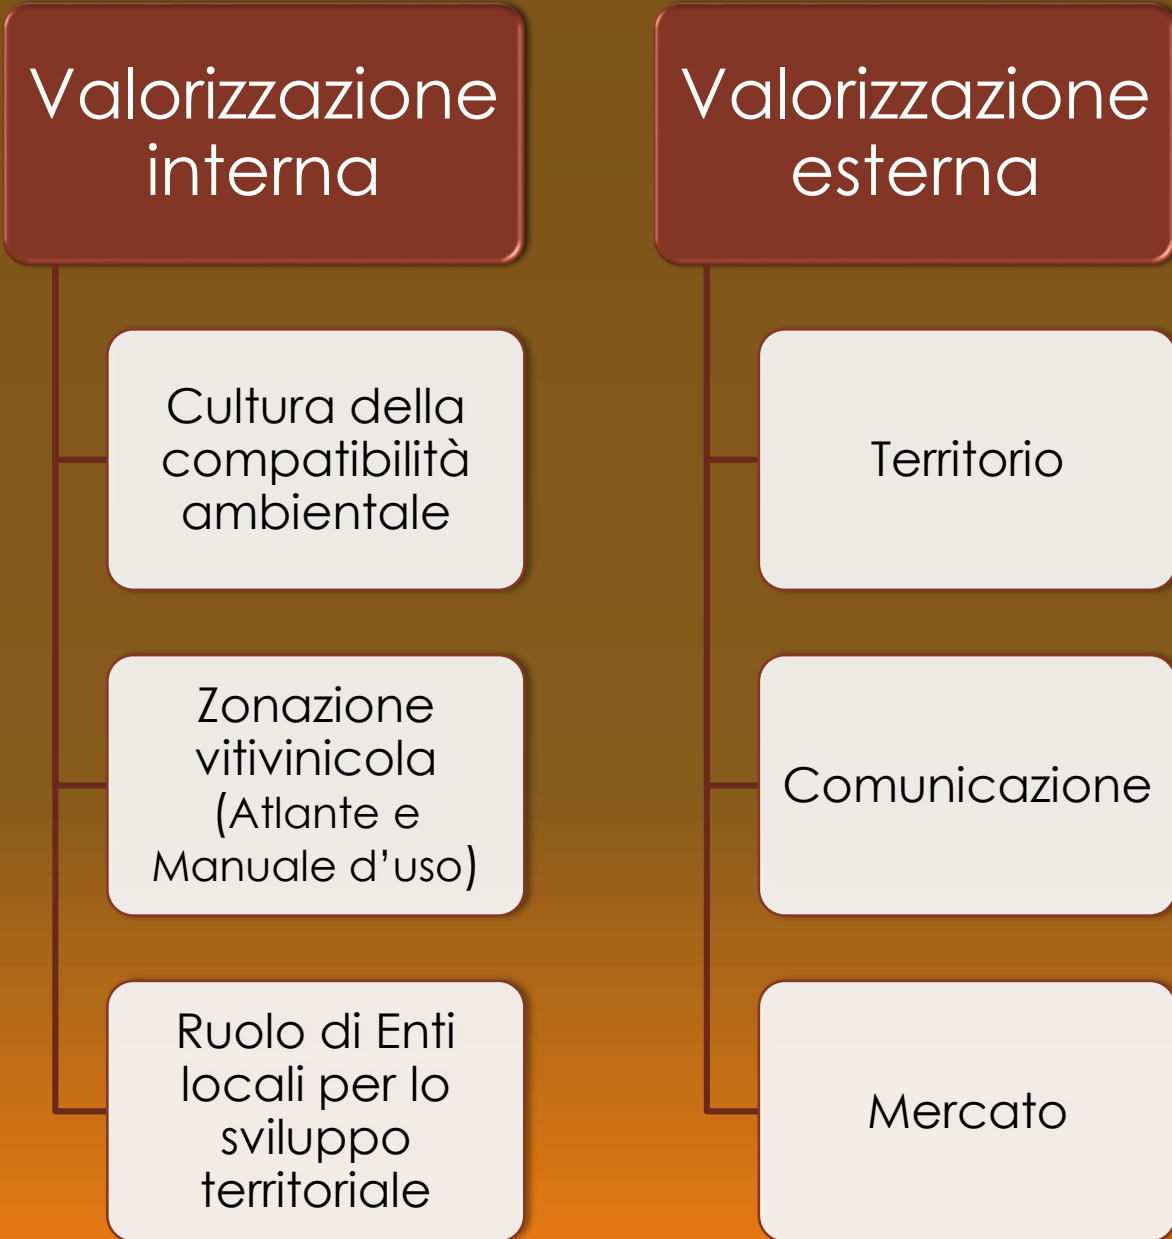 Valorizzazione
interna
Cultura della
compatibilità
ambientale
Zonazione
vitivinicola
(Atlante e
Manuale d’uso)
Ruolo di Enti
locali per lo
sviluppo
territoriale
Valorizzazione
esterna
Territorio
Comunicazione
Mercato